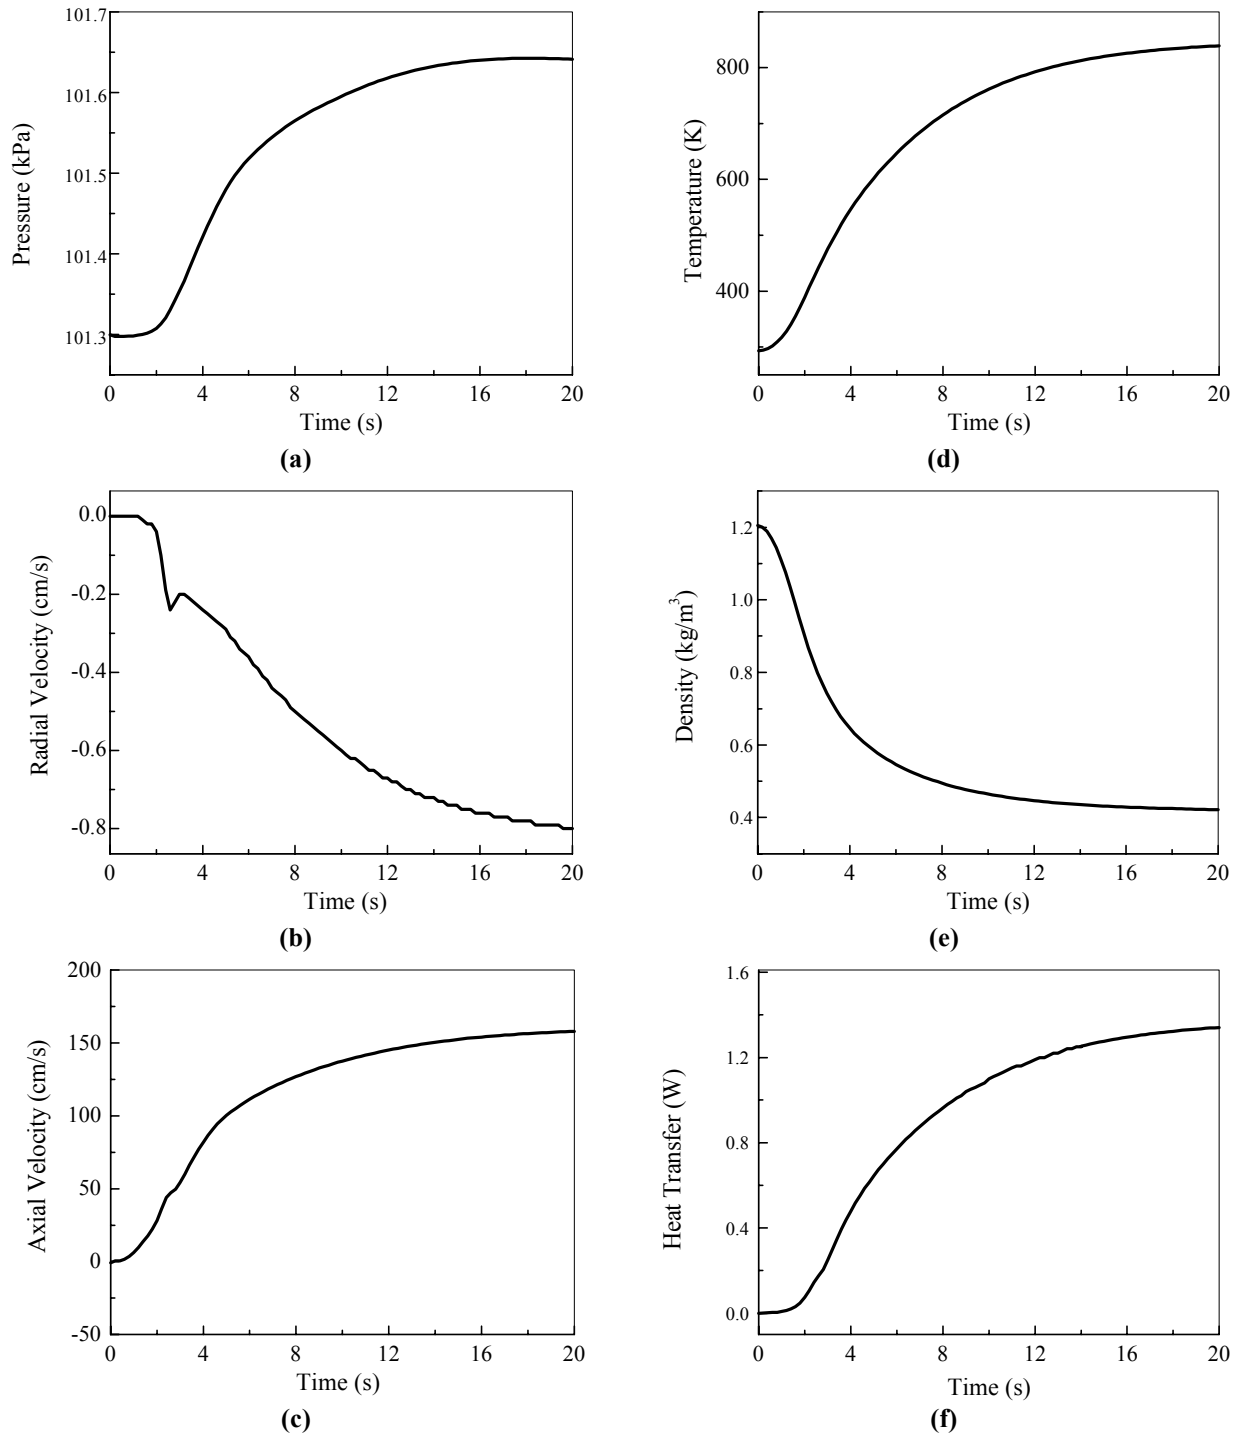 101.7
101.6
101.5
101.4
101.3
Pressure (kPa)
0 4 8 12 16 20
Time (s)
(a)
800
600
400
Temperature (K)
0 4 8 12 16 20
Time (s)
(d)
0.0
-0.2
-0.4
-0.6
-0.8
Radial Velocity (cm/s)
0 4 8 12 16 20
Time (s)
(b)
1.2
1.0
0.8
0.6
0.4
Density (kg/m³)
0 4 8 12 16 20
Time (s)
(e)
200
150
100
50
0
-50
Axial Velocity (cm/s)
0 4 8 12 16 20
Time (s)
(c)
1.6
1.2
0.8
0.4
0.0
Heat Transfer (W)
0 4 8 12 16 20
Time (s)
(f)